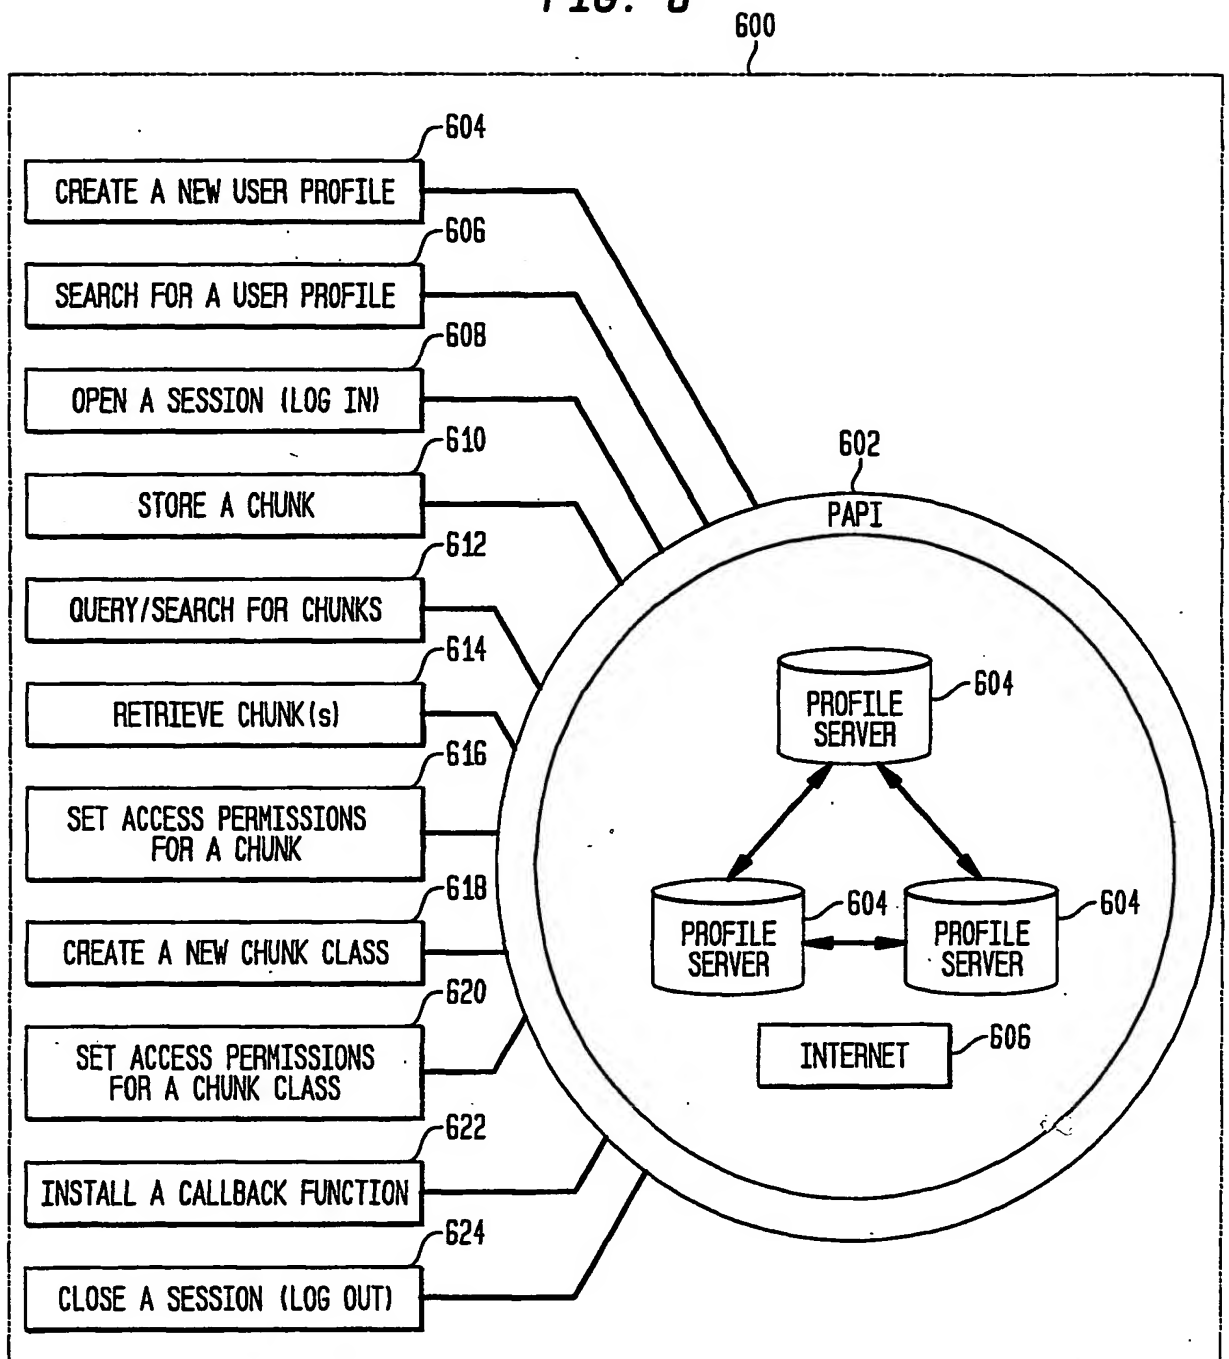 FIG. 6
600
604
CREATE A NEW USER PROFILE
606
SEARCH FOR A USER PROFILE
608
OPEN A SESSION (LOG IN)
610
STORE A CHUNK
612
QUERY/SEARCH FOR CHUNKS
614
RETRIEVE CHUNK(s)
616
SET ACCESS PERMISSIONS
FOR A CHUNK
618
CREATE A NEW CHUNK CLASS
620
SET ACCESS PERMISSIONS
FOR A CHUNK CLASS
622
INSTALL A CALLBACK FUNCTION
624
CLOSE A SESSION (LOG OUT)
602
PAPI
PROFILE
SERVER
604
PROFILE
SERVER
604
PROFILE
SERVER
604
INTERNET
606